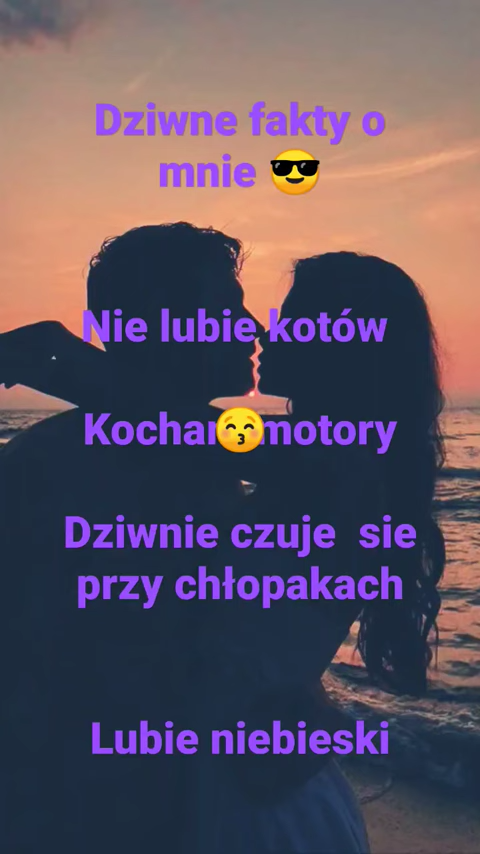 Dziwne fakty o
mnie 😎
Nie lubie kotów
Kocham😙motory
Dziwnie czuje sie
przy chłopakach
Lubie niebieski